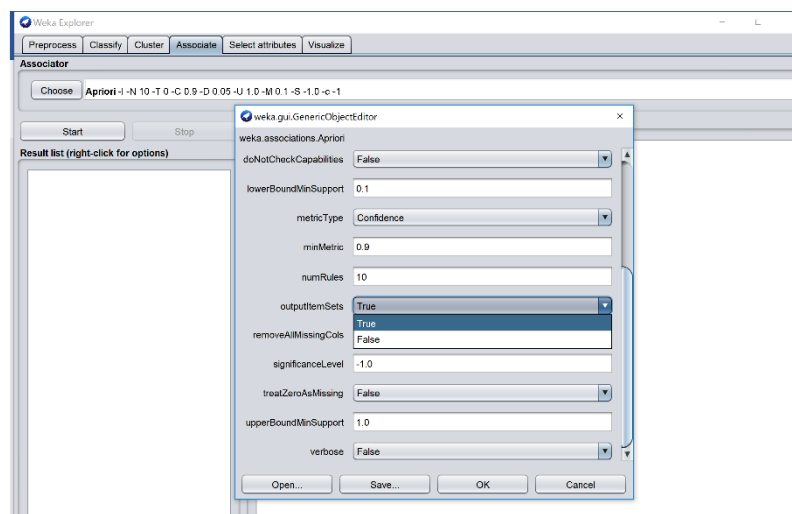 Weka Explorer
Preprocess Classify Cluster Associate Select attributes Visualize
Associator
Choose Apriori -I -N 10 -T 0 -C 0.9 -D 0.05 -U 1.0 -M 0.1 -S -1.0 -c -1
Start Stop
Result list (right-click for options)
weka.gui.GenericObjectEditor
weka.associations.Apriori
doNotCheckCapabilities False
lowerBoundMinSupport 0.1
metricType Confidence
minMetric 0.9
numRules 10
outputItemSets True
True
removeAllMissingCols False
significanceLevel -1.0
treatZeroAsMissing False
upperBoundMinSupport 1.0
verbose False
Open... Save... OK Cancel